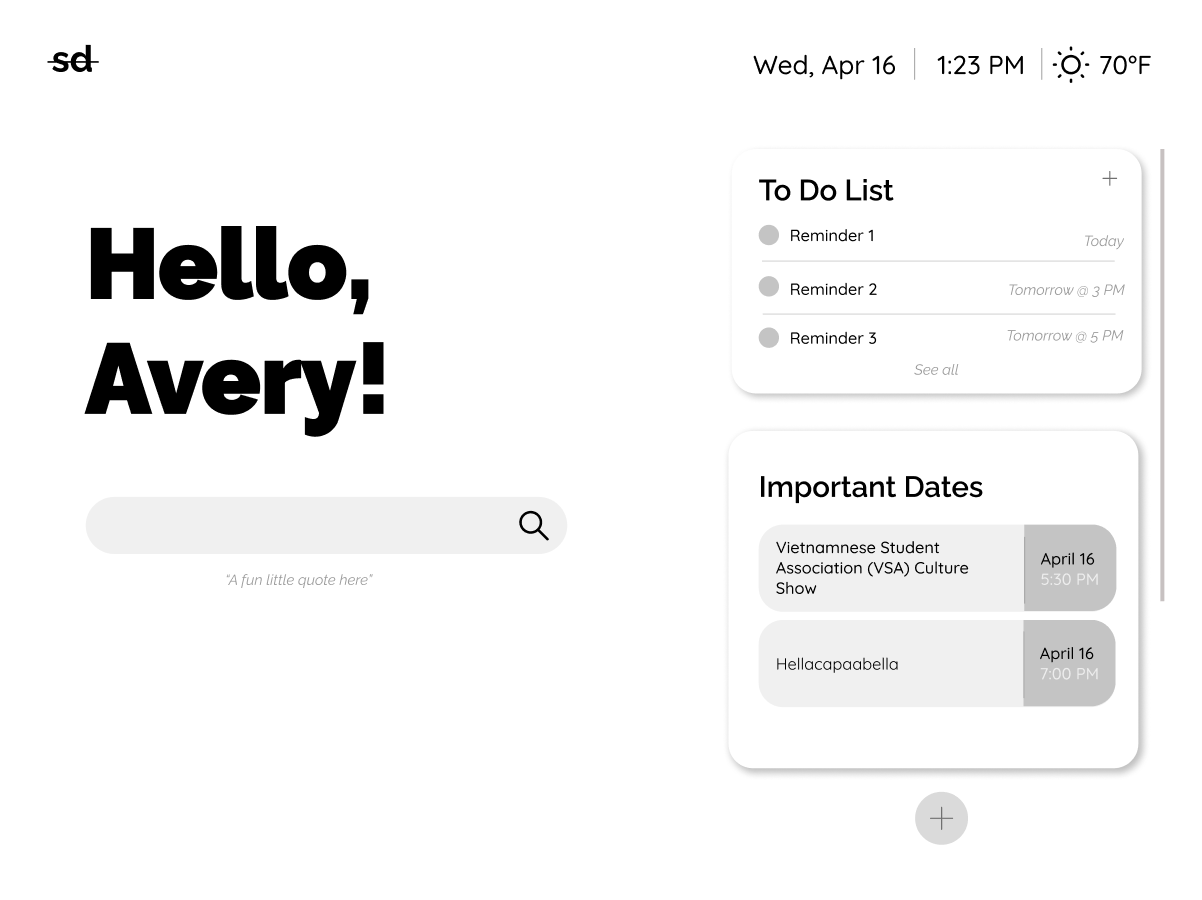 sd
Wed, Apr 16
1:23 PM
70°F
Hello,
Avery!
"A fun little quote here"
To Do List
Reminder 1
Today
Reminder 2
Tomorrow @ 3 PM
Reminder 3
Tomorrow @ 5 PM
See all
Important Dates
Vietnamnese Student
Association (VSA) Culture
Show
April 16
5:30 PM
Hellacapaabella
April 16
7:00 PM